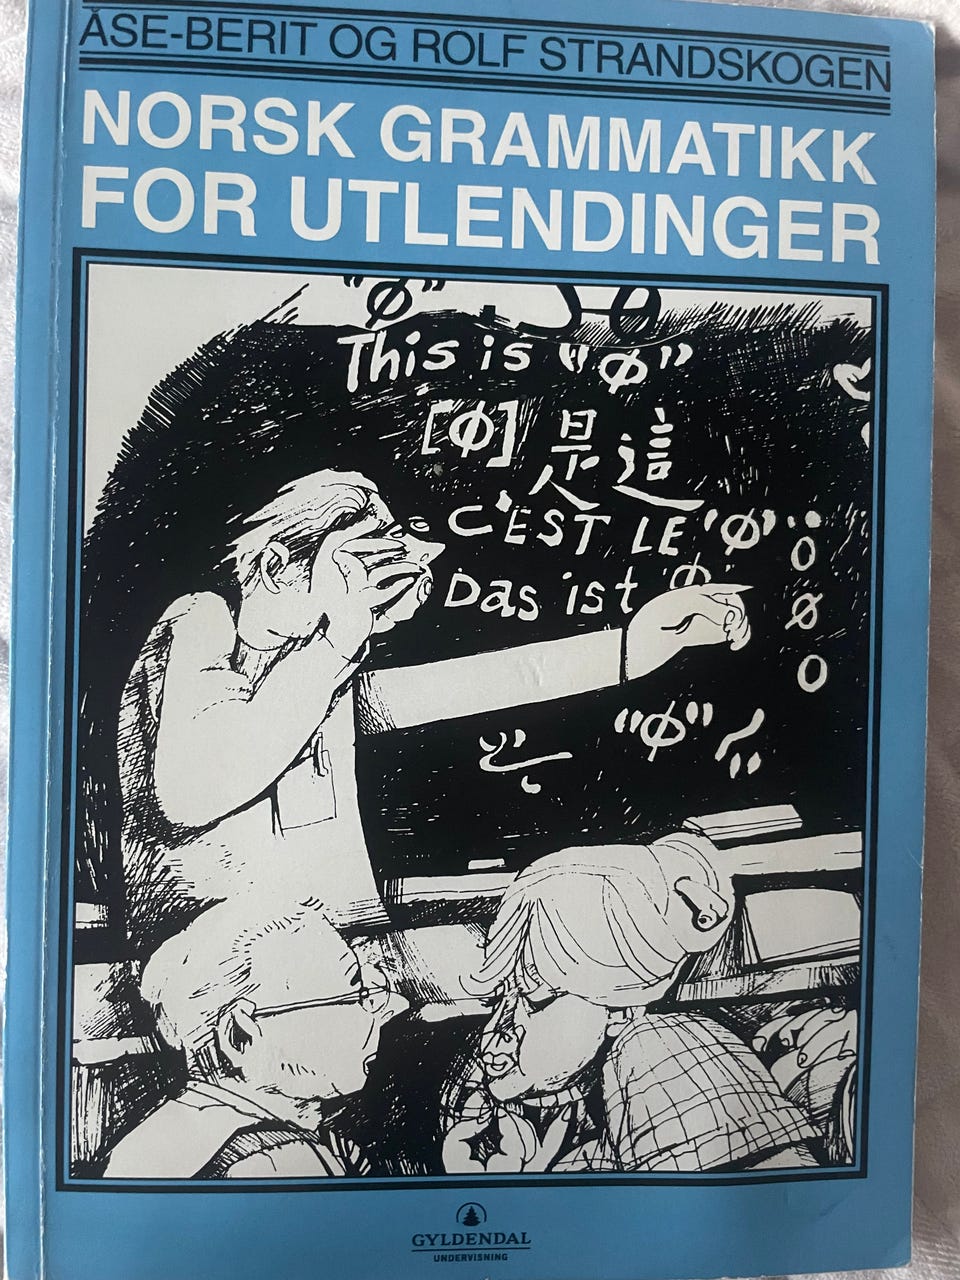 ÅSE-BERIT OG ROLF STRANDSKOGEN
NORSK GRAMMATIKK
FOR UTLENDINGER
"Ø"
This is "Ø"
[Ø] 是這
C'EST LE 'Ø'
Das ist 'Ø'
Ö
Ø
O
"Ø"
GYLDENDAL
UNDERVISNING